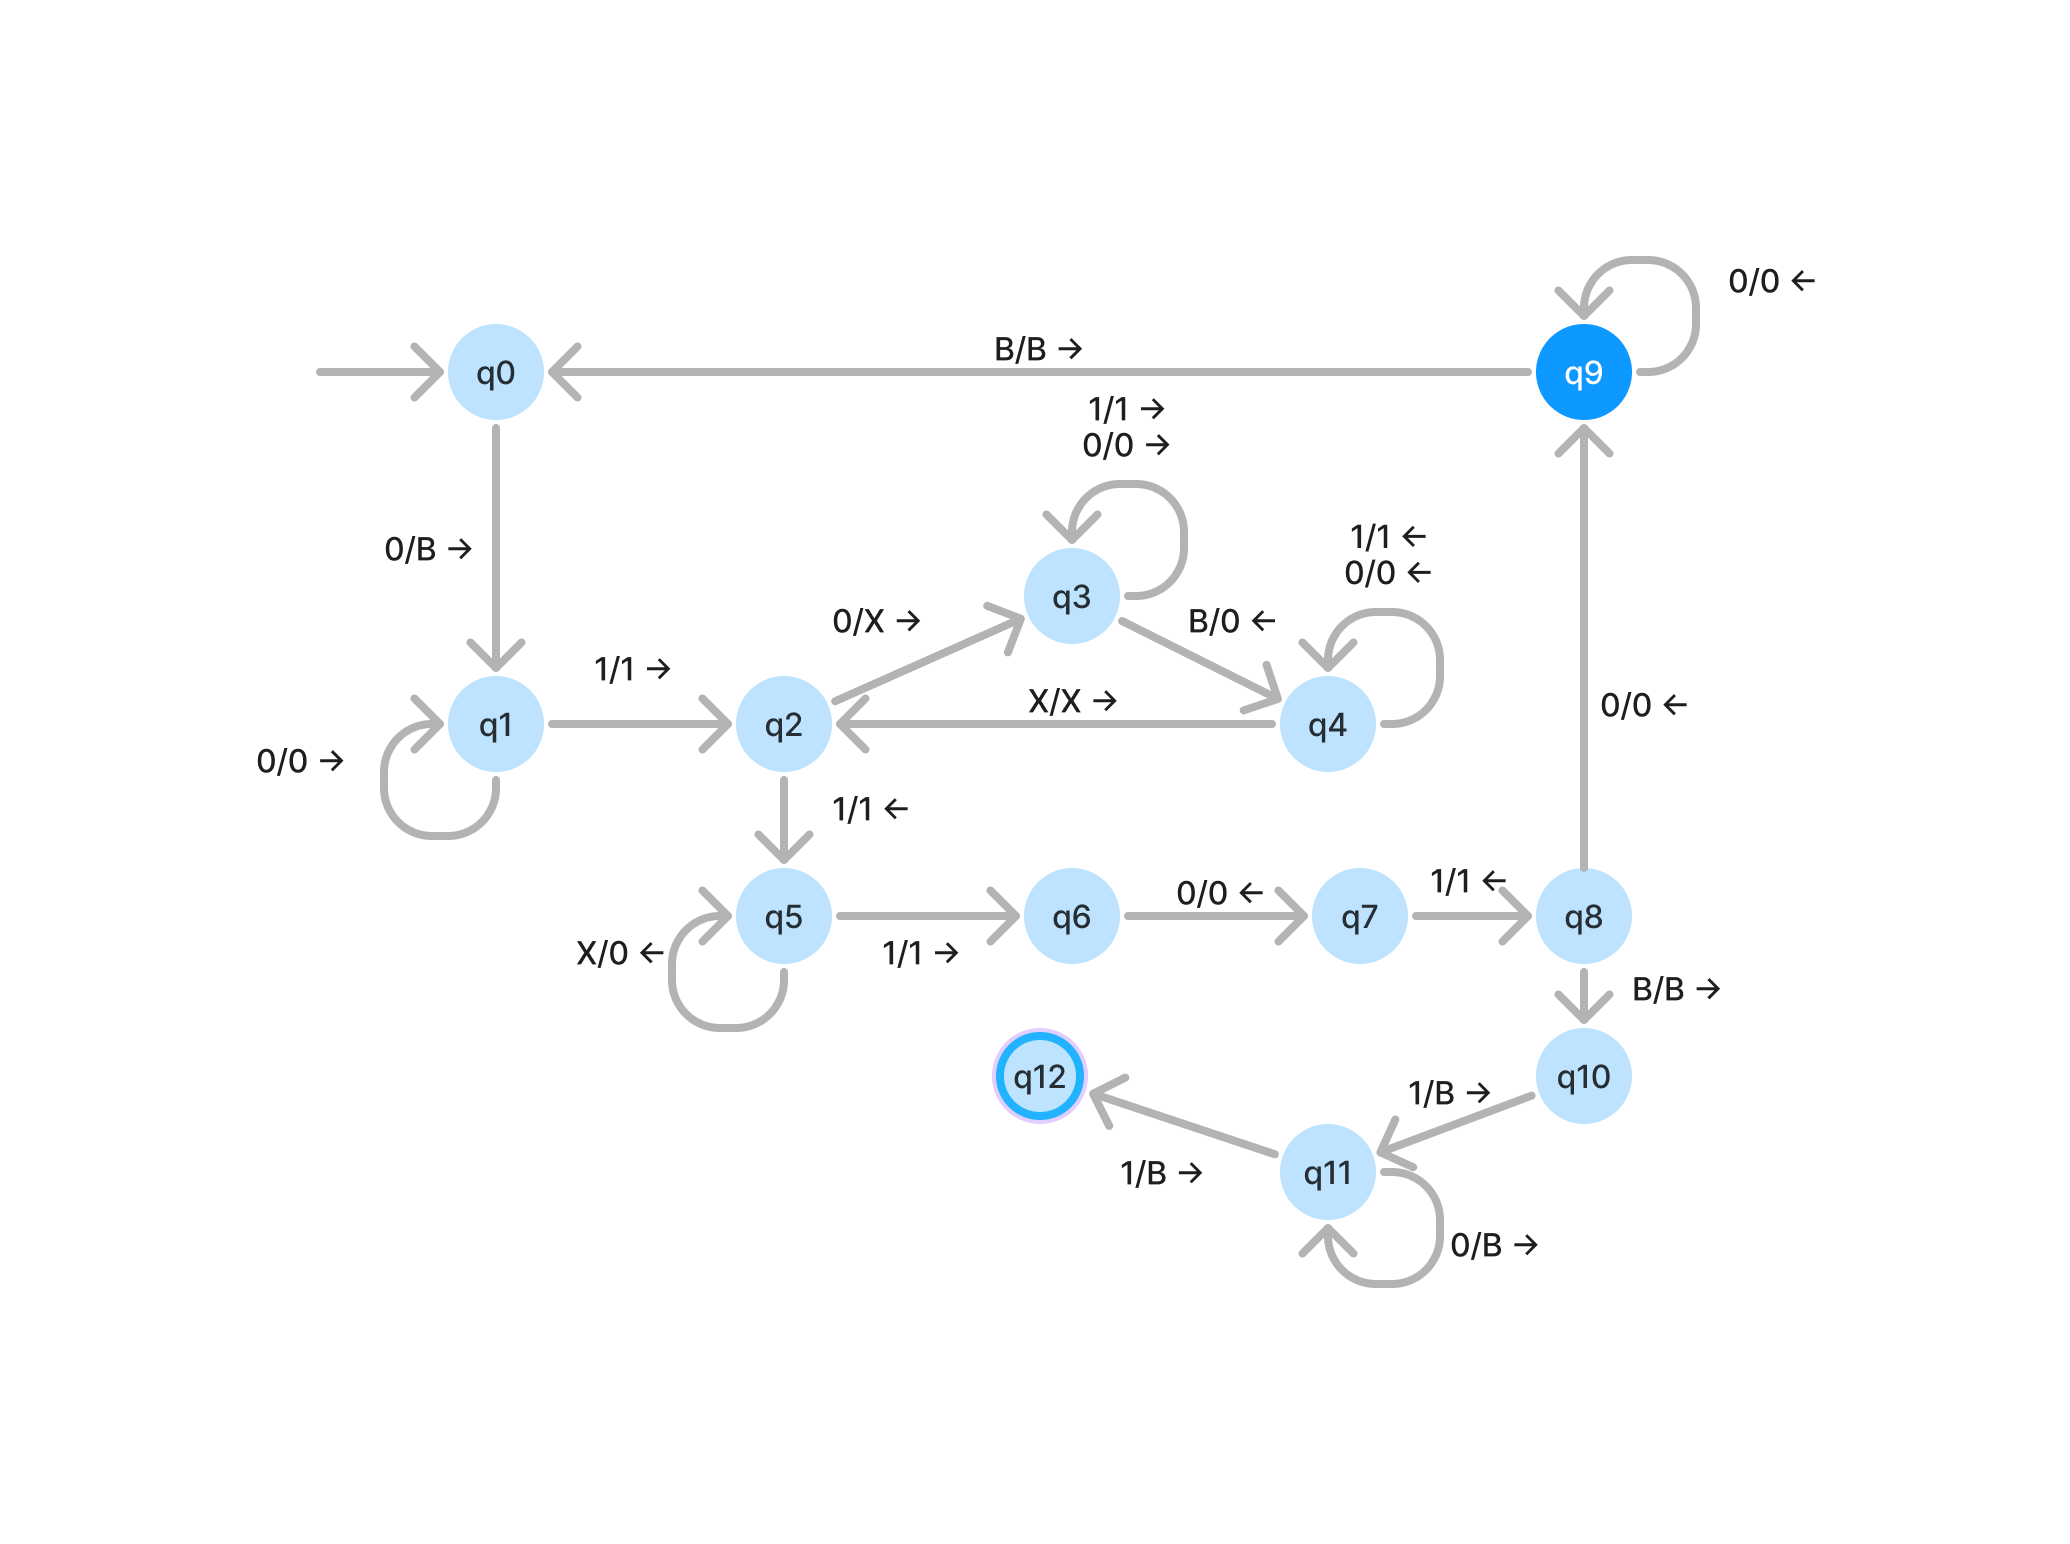 0/0 ←
B/B →
q0
q9
1/1 →
0/0 →
0/B →
1/1 ←
0/0 ←
q3
0/X →
B/0 ←
1/1 →
X/X →
0/0 ←
q1
q2
q4
0/0 →
1/1 ←
1/1 ←
0/0 ←
q5
q6
q7
q8
X/0 ←
1/1 →
B/B →
q12
q10
1/B →
1/B →
q11
0/B →